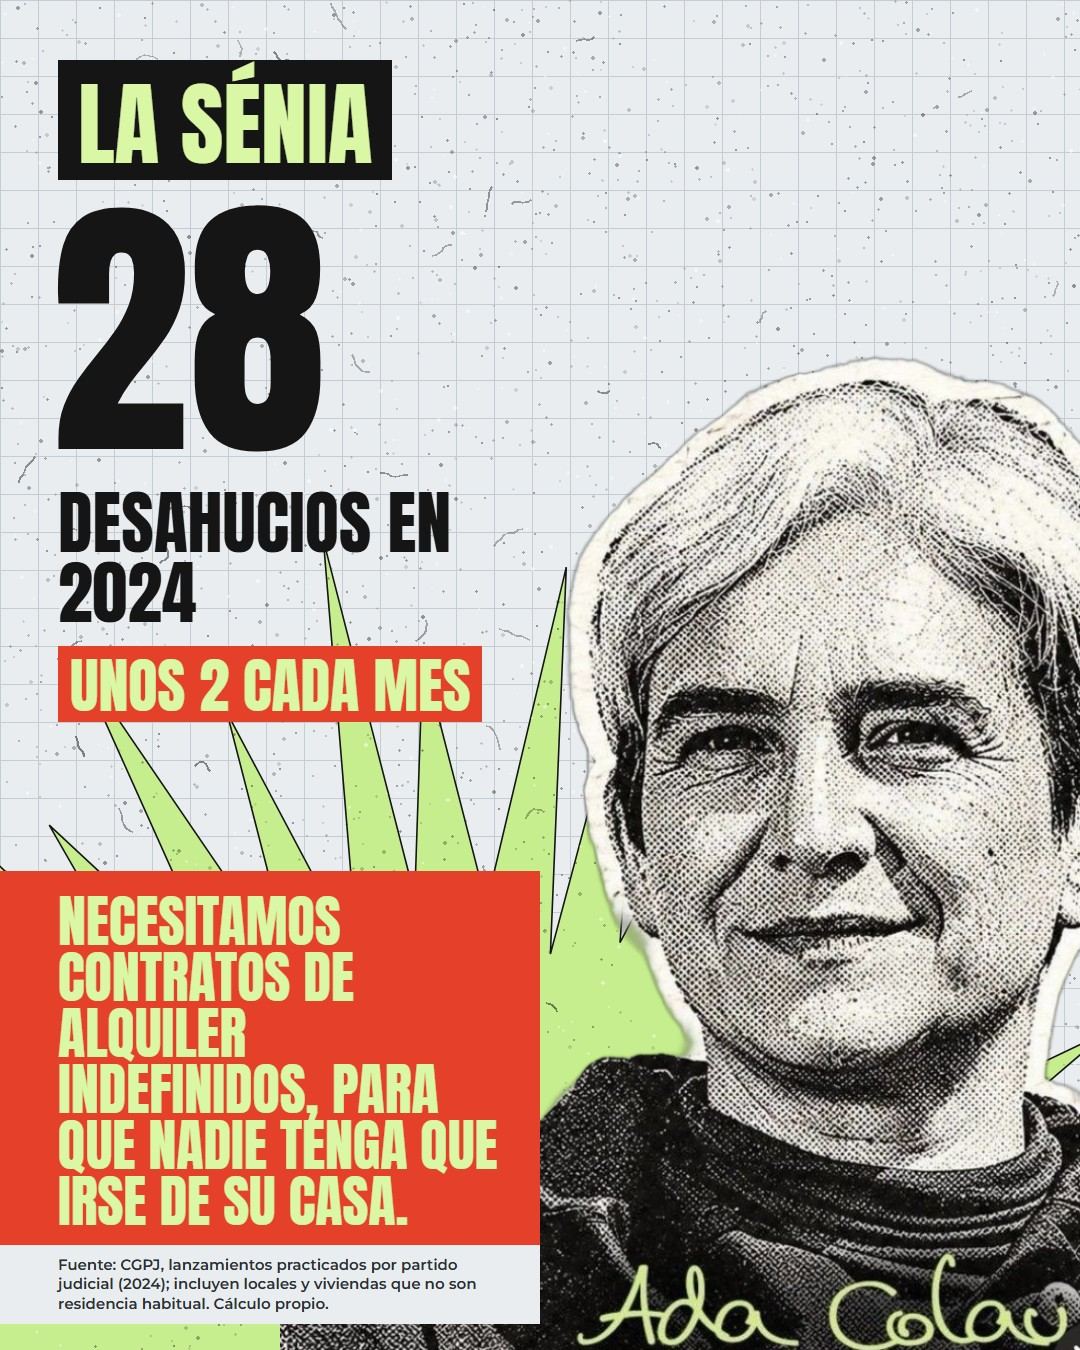 LA SÉNIA
28
DESAHUCIOS EN
2024
UNOS 2 CADA MES
NECESITAMOS
CONTRATOS DE
ALQUILER
INDEFINIDOS, PARA
QUE NADIE TENGA QUE
IRSE DE SU CASA.
Fuente: CGPJ, lanzamientos practicados por partido
judicial (2024); incluyen locales y viviendas que no son
residencia habitual. Cálculo propio.
Ada Colau